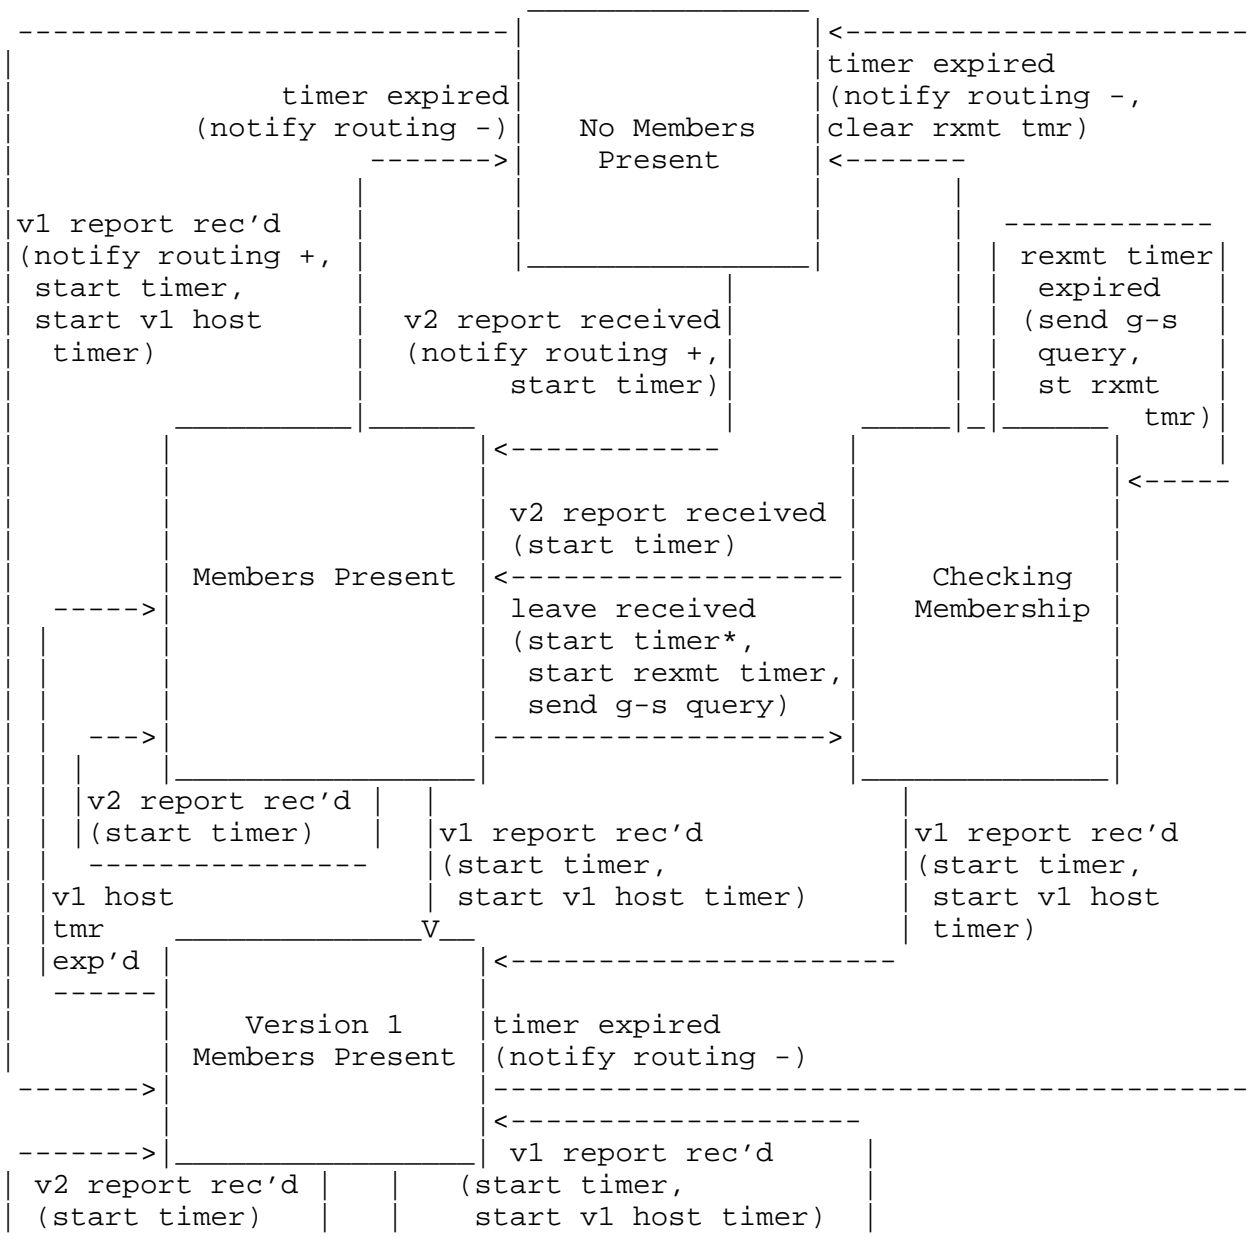 timer expired
timer expired
(notify routing -,
(notify routing -)
No Members
clear rxmt tmr)
Present
v1 report rec'd
(notify routing +,
rexmt timer
start timer,
expired
start v1 host
v2 report received
(send g-s
timer)
(notify routing +,
query,
start timer)
st rxmt
tmr)
v2 report received
(start timer)
Members Present
Checking
leave received
Membership
(start timer*,
start rexmt timer,
send g-s query)
v2 report rec'd
(start timer)
v1 report rec'd
v1 report rec'd
(start timer,
(start timer,
v1 host
start v1 host timer)
start v1 host
tmr
timer)
exp'd
Version 1
timer expired
Members Present
(notify routing -)
v1 report rec'd
v2 report rec'd
(start timer,
(start timer)
start v1 host timer)